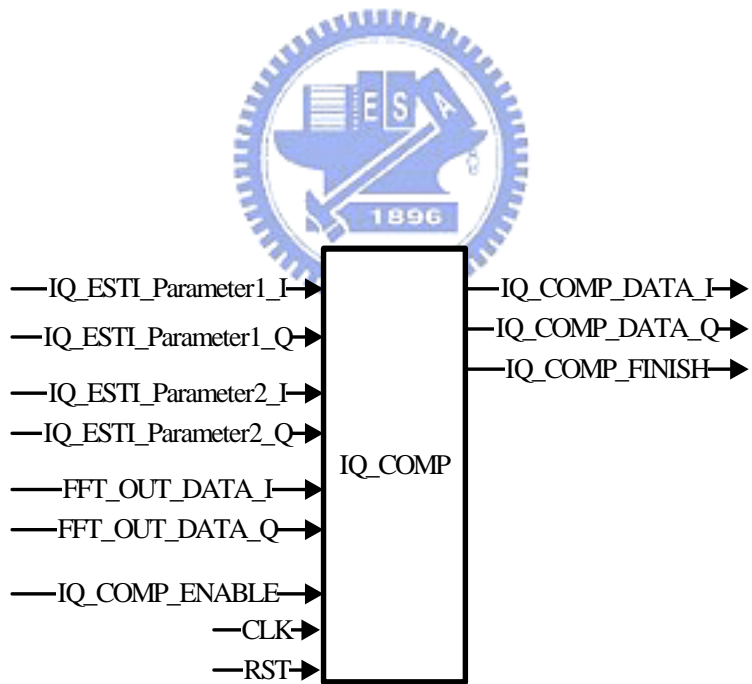 E S A
1896
IQ_ESTI_Parameter1_I
IQ_ESTI_Parameter1_Q
IQ_ESTI_Parameter2_I
IQ_ESTI_Parameter2_Q
FFT_OUT_DATA_I
FFT_OUT_DATA_Q
IQ_COMP_ENABLE
CLK
RST
IQ_COMP
IQ_COMP_DATA_I
IQ_COMP_DATA_Q
IQ_COMP_FINISH